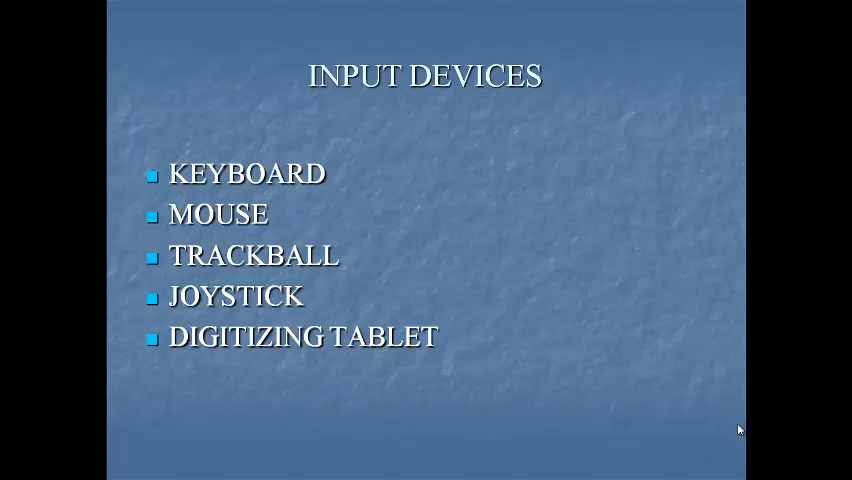 INPUT DEVICES
KEYBOARD
MOUSE
TRACKBALL
JOYSTICK
DIGITIZING TABLET